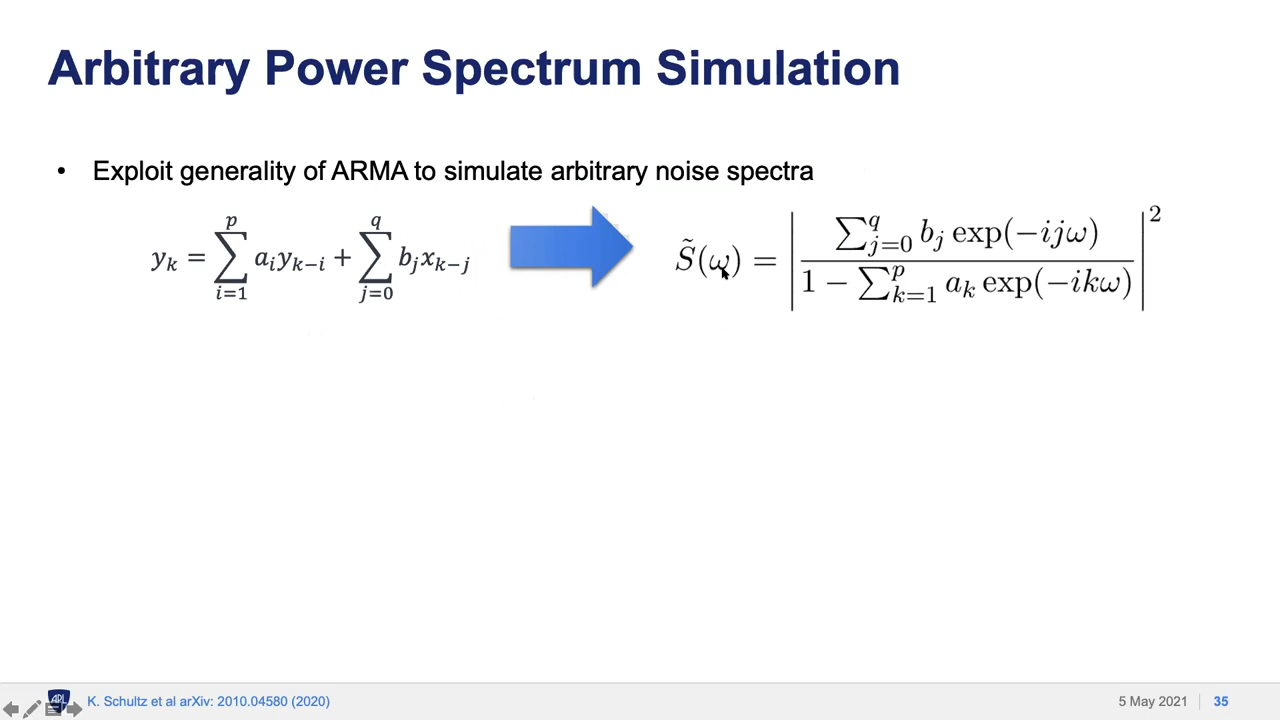 Arbitrary Power Spectrum Simulation
• Exploit generality of ARMA to simulate arbitrary noise spectra
$y_k = \sum_{i=1}^{p} a_i y_{k-i} + \sum_{j=0}^{q} b_j x_{k-j}$
$\tilde{S}(\omega) = \left| \frac{\sum_{j=0}^{q} b_j \exp(-ij\omega)}{1 - \sum_{k=1}^{p} a_k \exp(-ik\omega)} \right|^2$
APL
K. Schultz et al arXiv: 2010.04580 (2020)
5 May 2021 | 35